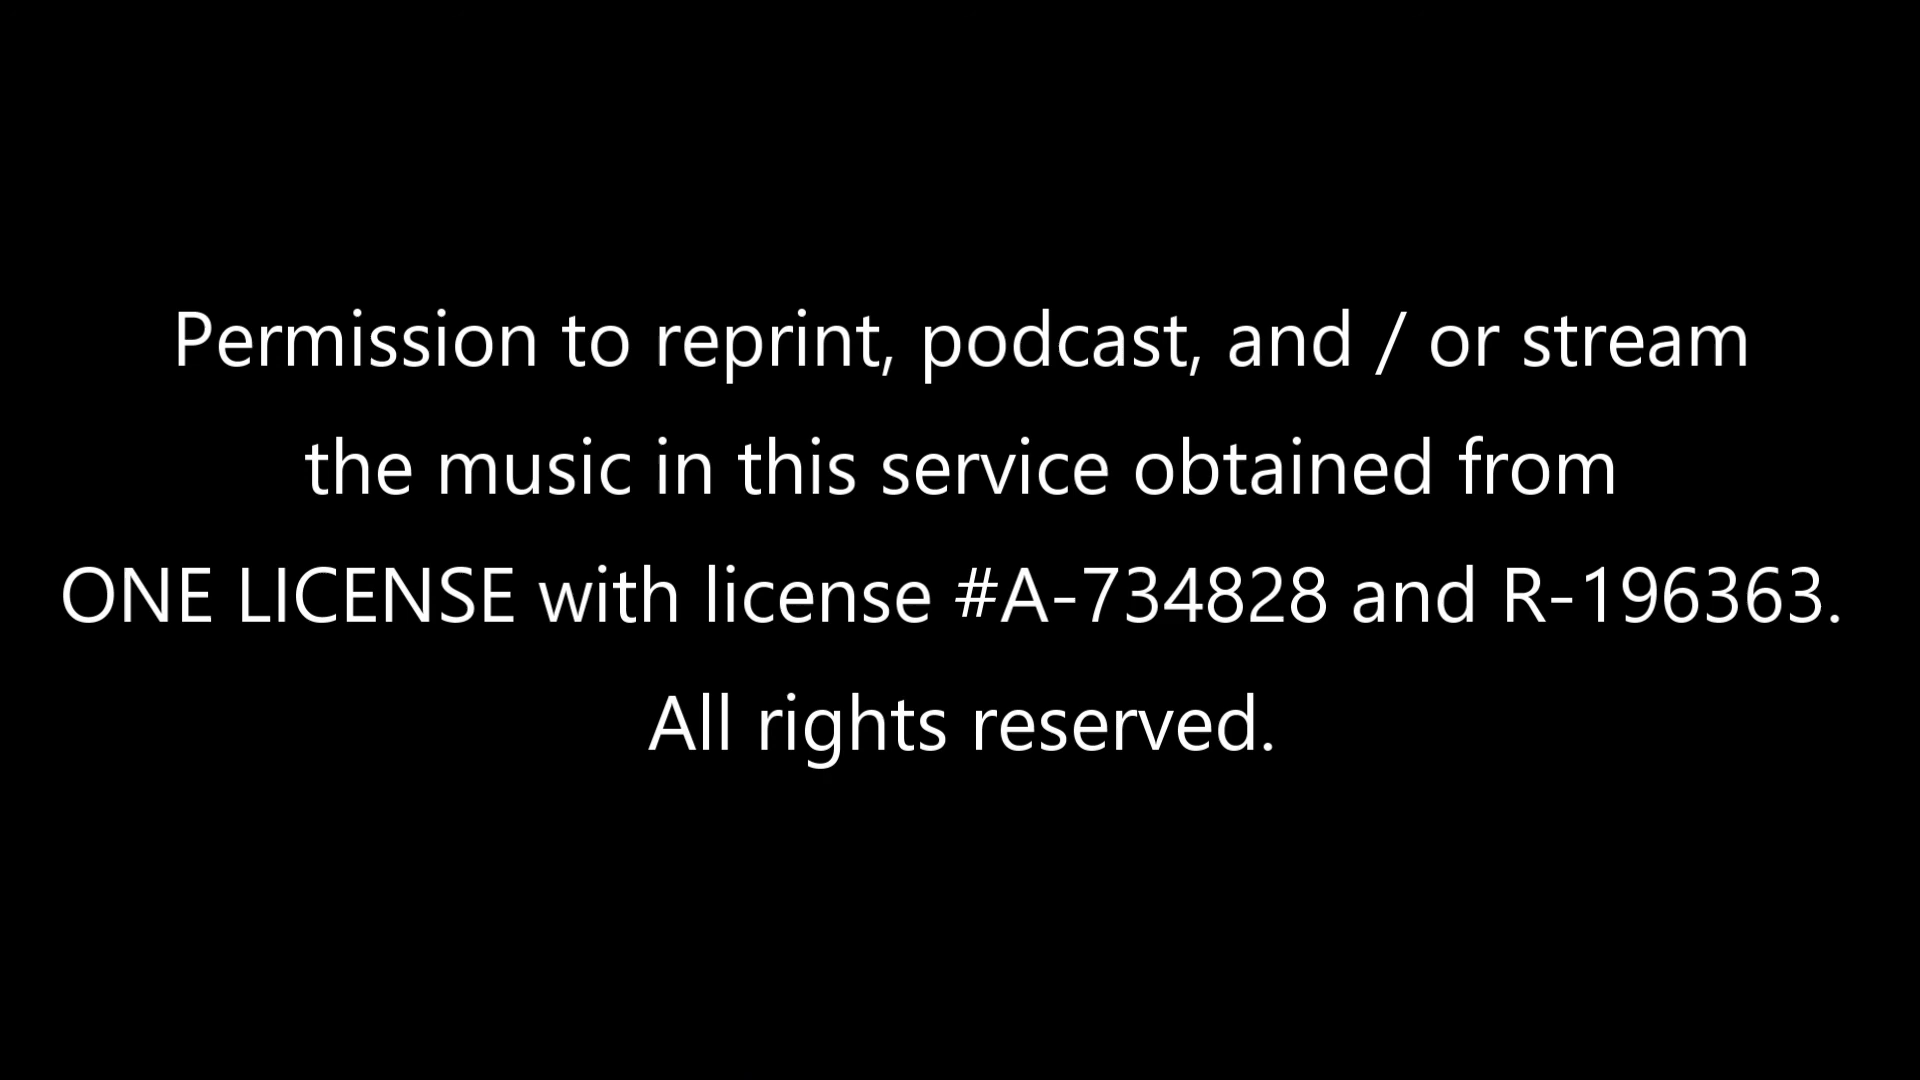 Permission to reprint, podcast, and / or stream
the music in this service obtained from
ONE LICENSE with license #A-734828 and R-196363.
All rights reserved.